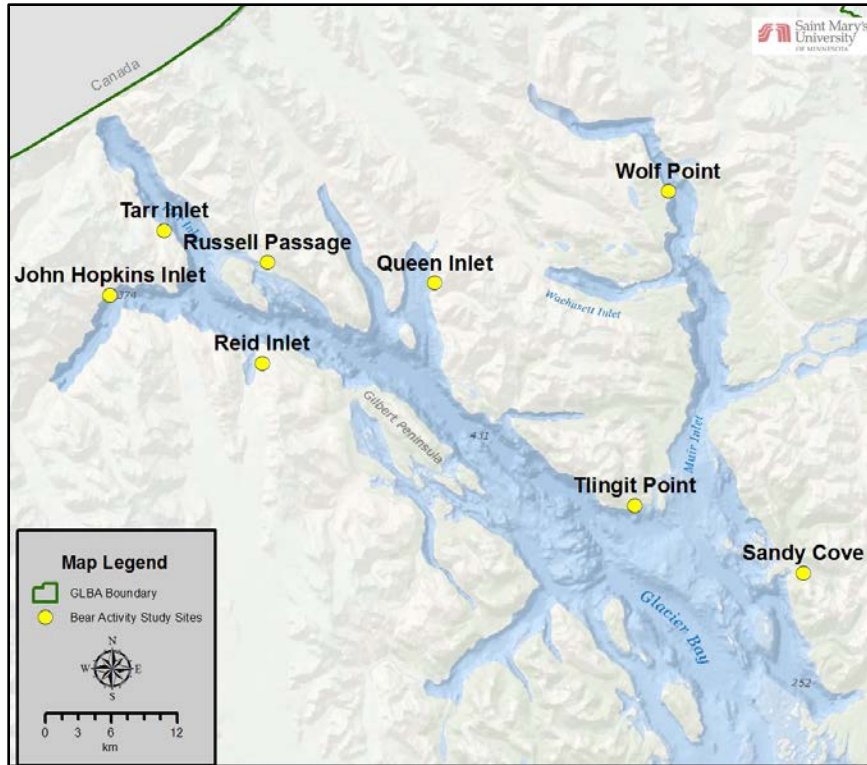 Saint Mary's
University
OF MINNESOTA
Canada
Wolf Point
Tarr Inlet
Inlet
Russell Passage
Queen Inlet
John Hopkins Inlet
374
Wachusett Inlet
Reid Inlet
Gilbert Peninsula
431
Muir Inlet
Tlingit Point
Sandy Cove
Glacier Bay
252
Map Legend
GLBA Boundary
Bear Activity Study Sites
N
W E
S
0 3 6 12
km